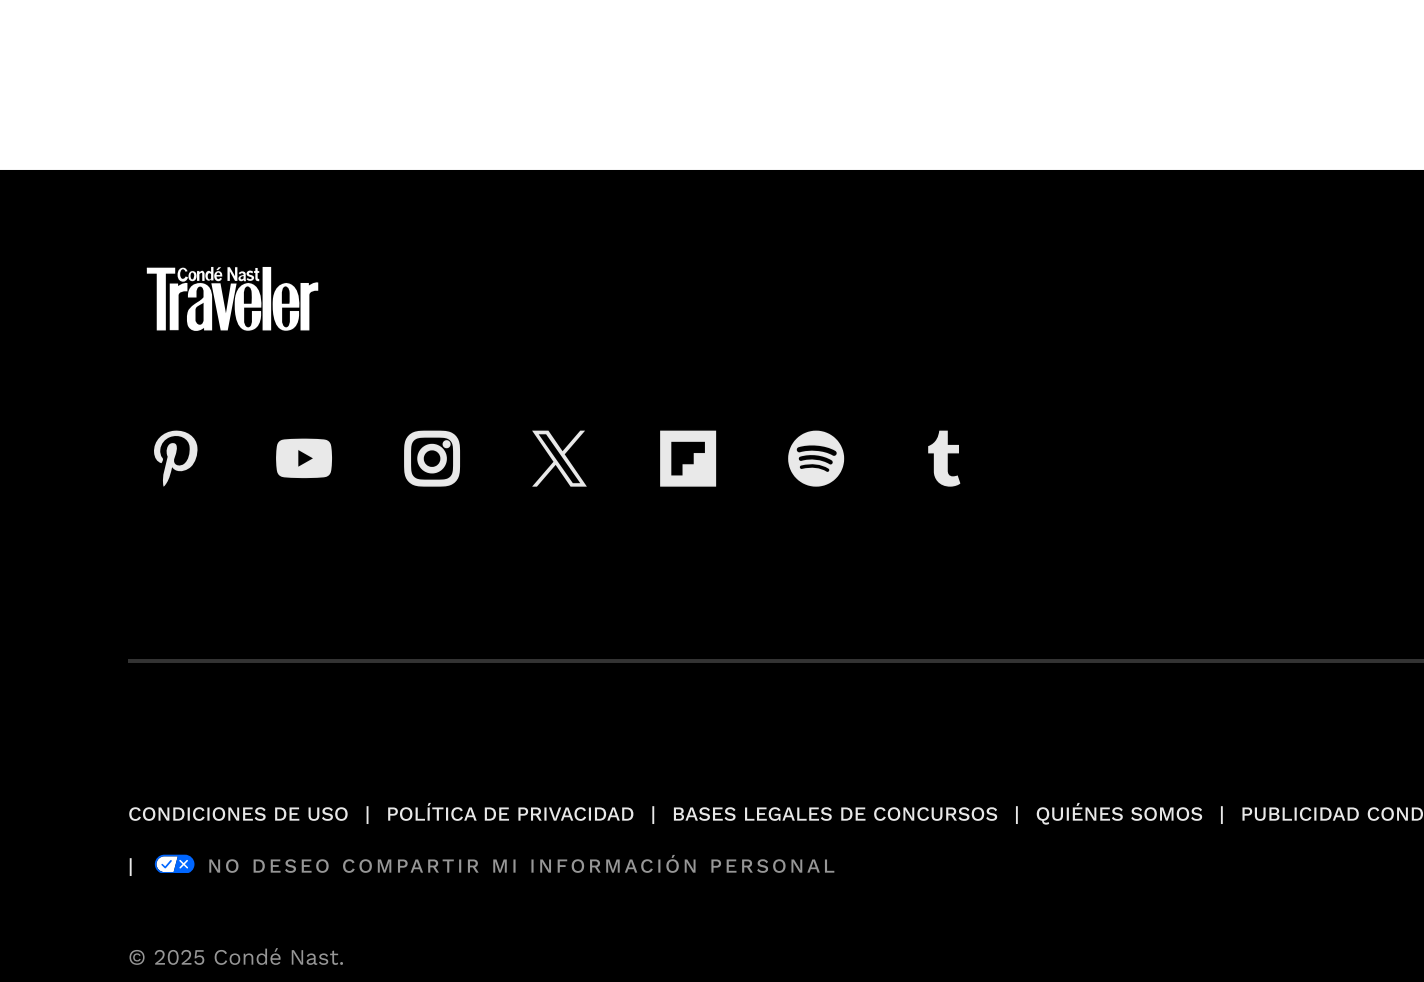 Condé Nast
Traveler
CONDICIONES DE USO | POLÍTICA DE PRIVACIDAD | BASES LEGALES DE CONCURSOS | QUIÉNES SOMOS | PUBLICIDAD COND
| NO DESEO COMPARTIR MI INFORMACIÓN PERSONAL
© 2025 Condé Nast.